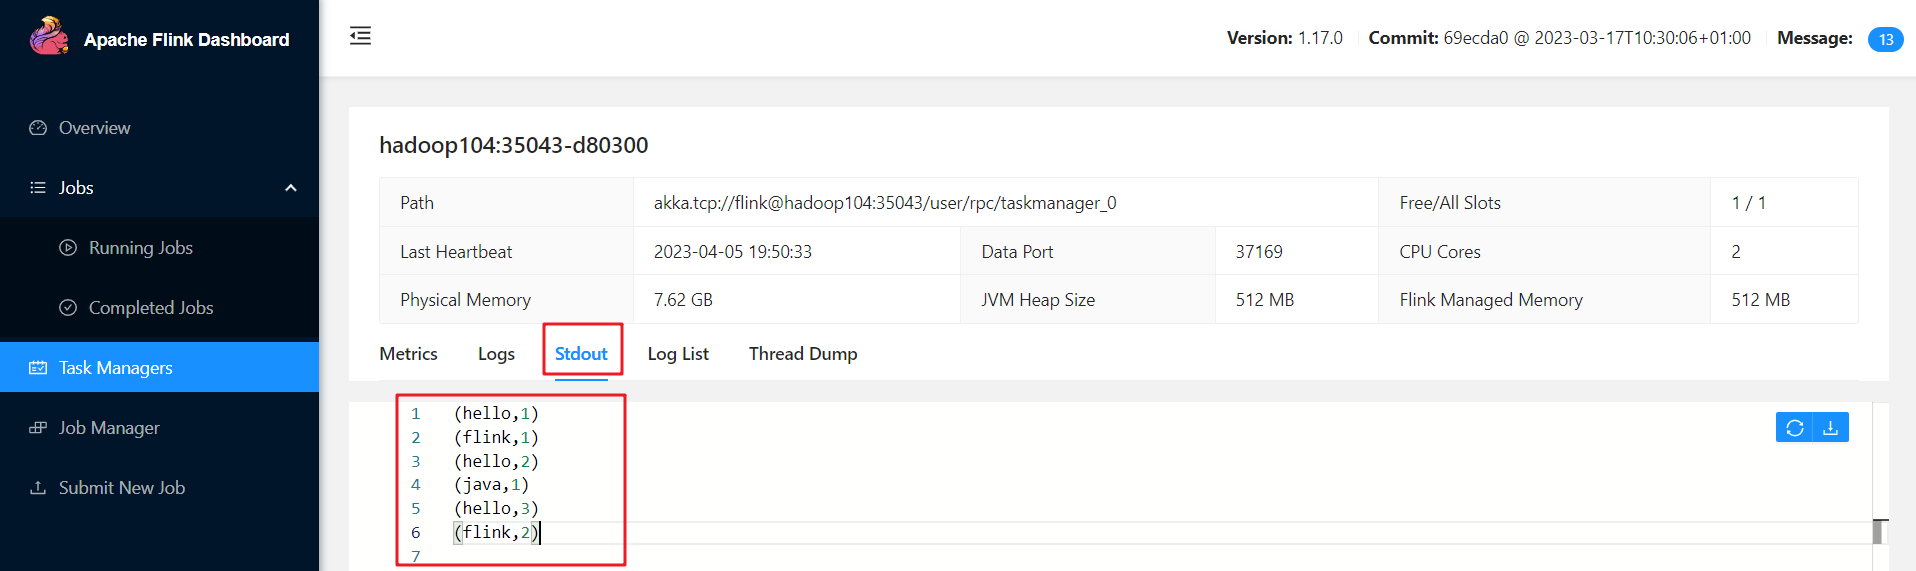 Apache Flink Dashboard
Version: 1.17.0 Commit: 69ecda0 @ 2023-03-17T10:30:06+01:00 Message: 13
Overview
Jobs
Running Jobs
Completed Jobs
Task Managers
Job Manager
Submit New Job
hadoop104:35043-d80300
Path akka.tcp://flink@hadoop104:35043/user/rpc/taskmanager_0 Free/All Slots 1 / 1
Last Heartbeat 2023-04-05 19:50:33 Data Port 37169 CPU Cores 2
Physical Memory 7.62 GB JVM Heap Size 512 MB Flink Managed Memory 512 MB
Metrics Logs Stdout Log List Thread Dump
1 (hello,1)
2 (flink,1)
3 (hello,2)
4 (java,1)
5 (hello,3)
6 (flink,2)
7